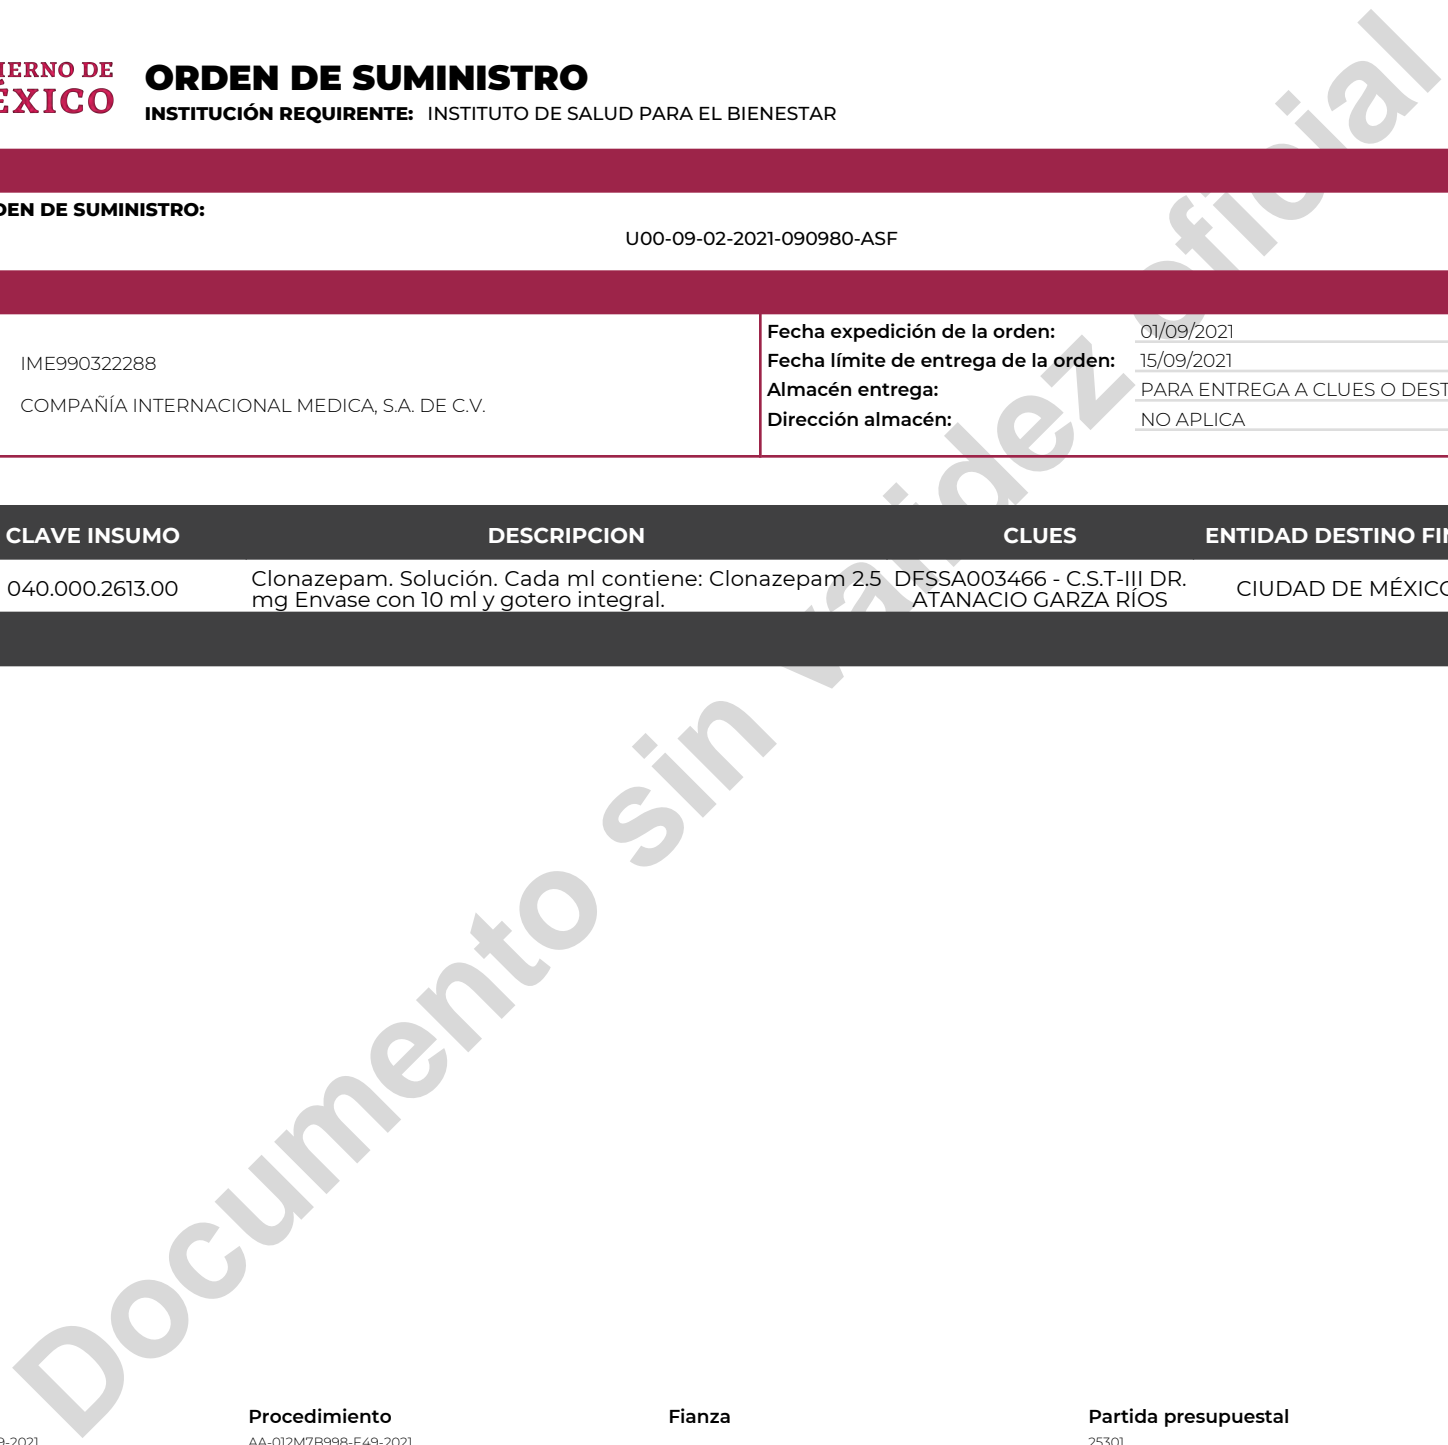 IERNO DE
ÉXICO
ORDEN DE SUMINISTRO
INSTITUCIÓN REQUIRENTE: INSTITUTO DE SALUD PARA EL BIENESTAR
DEN DE SUMINISTRO:
U00-09-02-2021-090980-ASF
IME990322288
COMPAÑÍA INTERNACIONAL MEDICA, S.A. DE C.V.
Fecha expedición de la orden: 01/09/2021
Fecha límite de entrega de la orden: 15/09/2021
Almacén entrega: PARA ENTREGA A CLUES O DEST
Dirección almacén: NO APLICA
CLAVE INSUMO DESCRIPCION CLUES ENTIDAD DESTINO FIN
040.000.2613.00
Clonazepam. Solución. Cada ml contiene: Clonazepam 2.5
mg Envase con 10 ml y gotero integral.
DFSSA003466 - C.S.T-III DR.
ATANACIO GARZA RÍOS
CIUDAD DE MÉXICO
Documento sin validez oficial
Procedimiento Fianza Partida presupuestal
9-2021 AA-012M7B998-E49-2021 25301